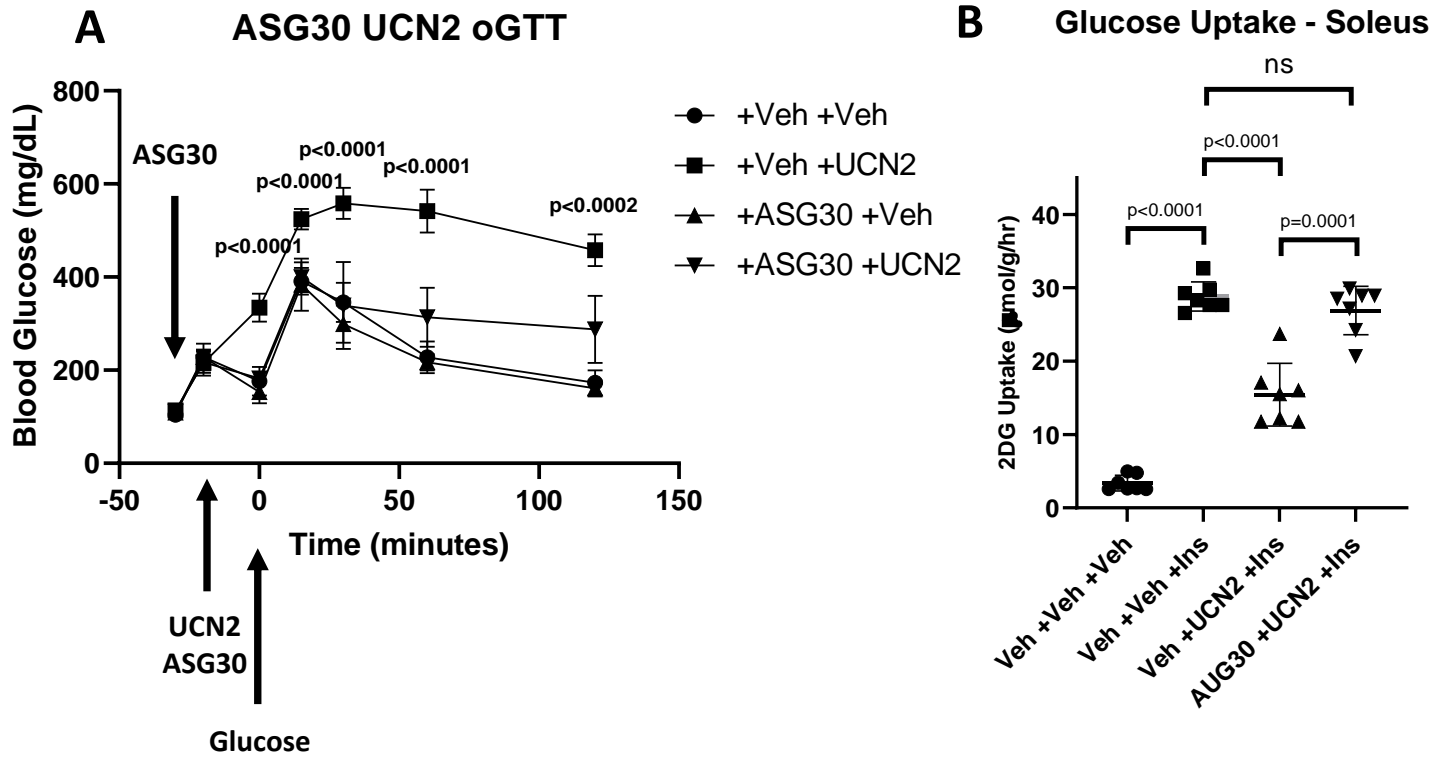 A
ASG30 UCN2 oGTT
Blood Glucose (mg/dL)
800
600
400
200
0
-50
0
50
100
150
Time (minutes)
ASG30
p<0.0001
p<0.0001
p<0.0001
p<0.0001
p<0.0002
+Veh +Veh
+Veh +UCN2
+ASG30 +Veh
+ASG30 +UCN2
UCN2
ASG30
Glucose
B
Glucose Uptake - Soleus
ns
p<0.0001
p<0.0001
p=0.0001
2DG Uptake (mol/g/hr)
40
30
20
10
0
Veh +Veh +Veh
Veh +Veh +Ins
Veh +UCN2 +Ins
AUG30 +UCN2 +Ins